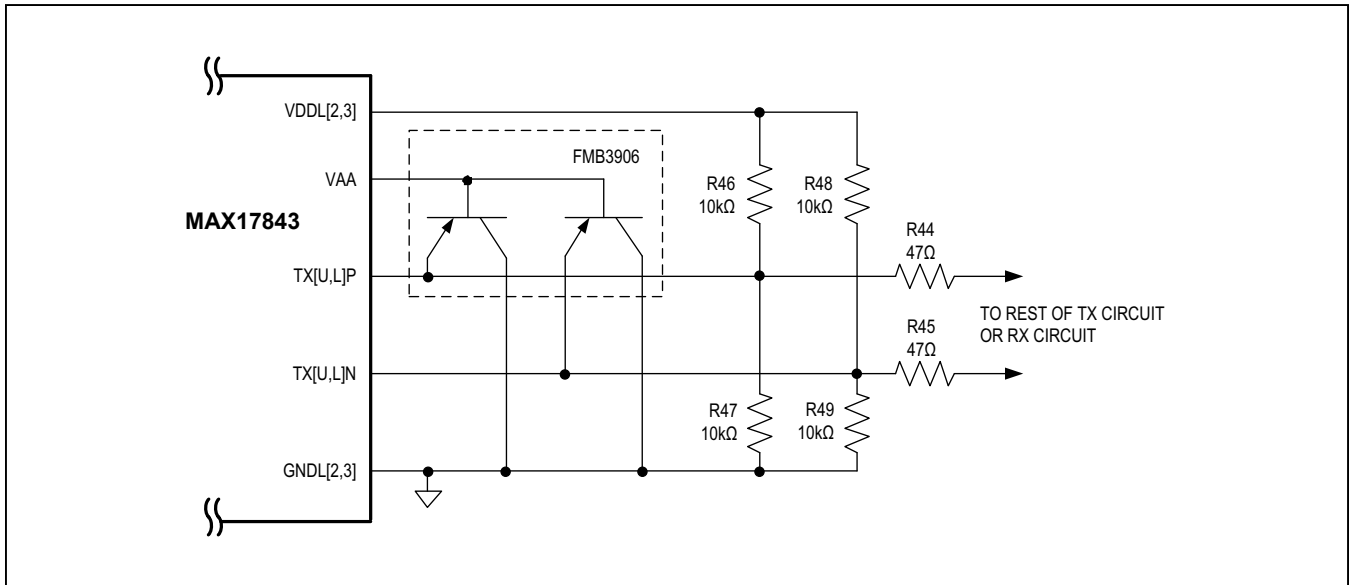 VDDL[2,3]
FMB3906
VAA
R46
10kΩ
R48
10kΩ
MAX17843
R44
47Ω
TX[U,L]P
TO REST OF TX CIRCUIT
OR RX CIRCUIT
R45
47Ω
TX[U,L]N
R47
10kΩ
R49
10kΩ
GNDL[2,3]